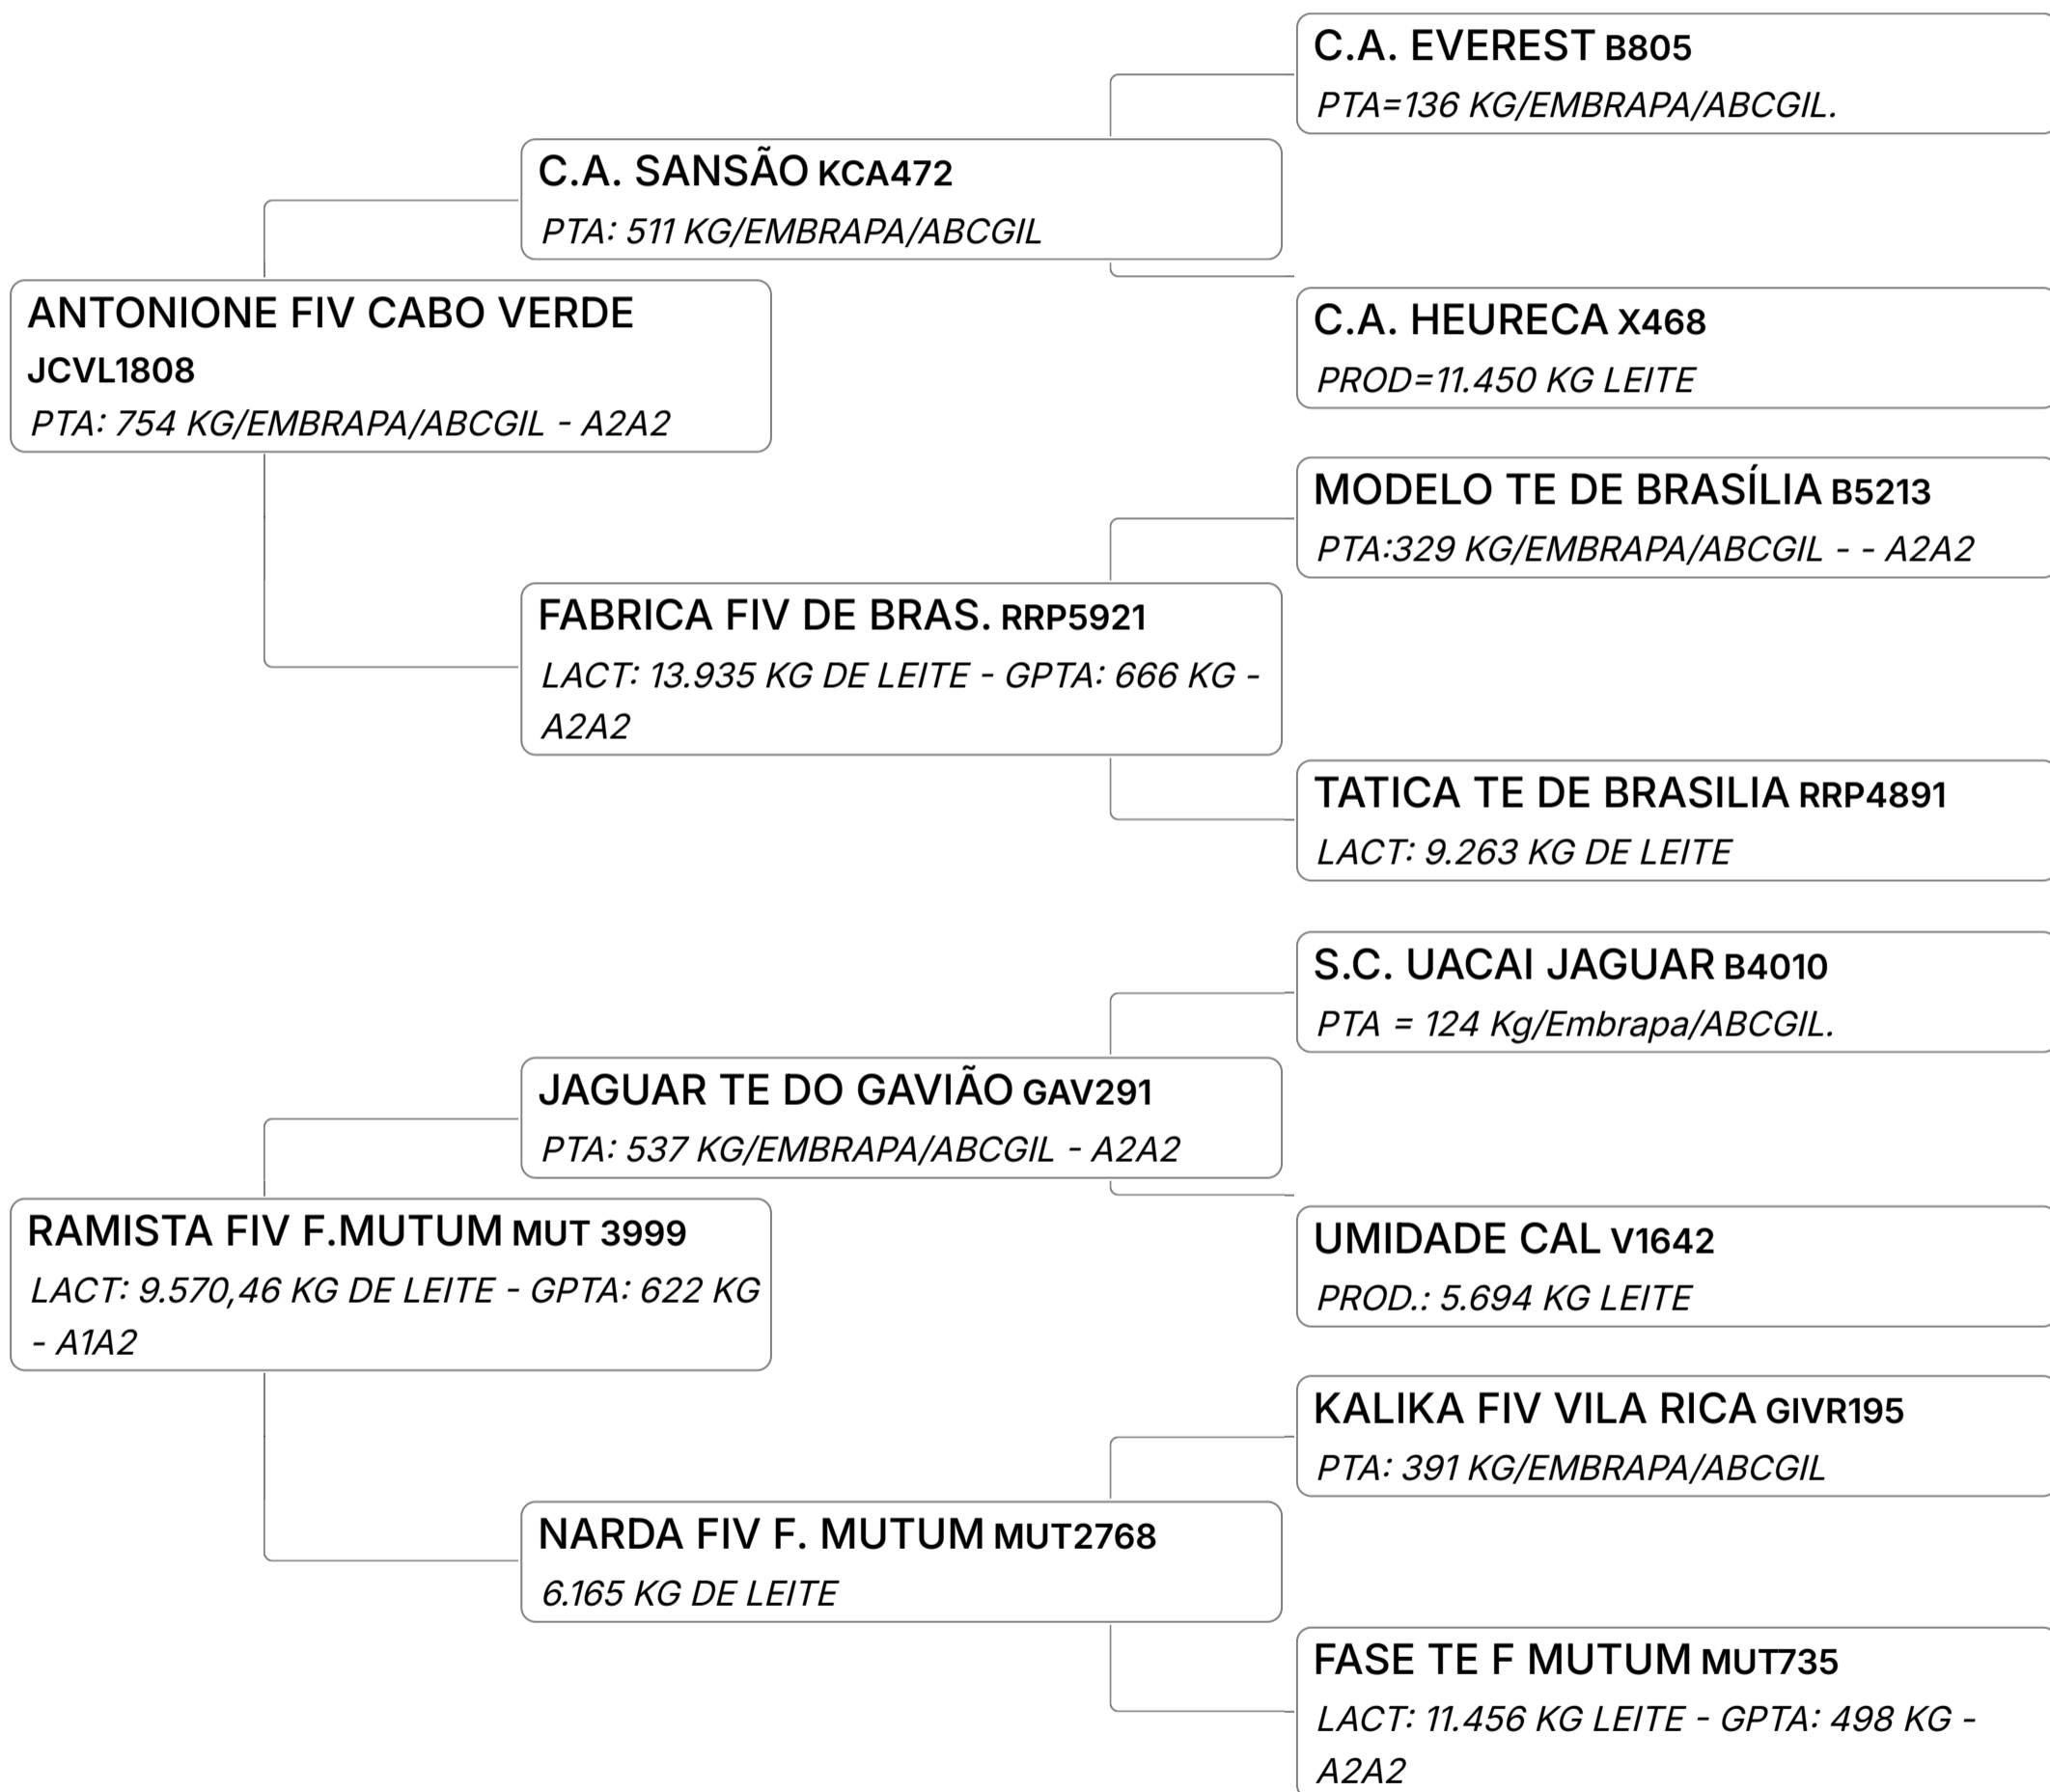 C.A. EVEREST B805
PTA=136 KG/EMBRAPA/ABCGIL.
C.A. SANSÃO KCA472
PTA: 511 KG/EMBRAPA/ABCGIL
ANTONIONE FIV CABO VERDE
JCVL1808
PTA: 754 KG/EMBRAPA/ABCGIL - A2A2
C.A. HEURECA X468
PROD=11.450 KG LEITE
MODELO TE DE BRASÍLIA B5213
PTA:329 KG/EMBRAPA/ABCGIL - - A2A2
FABRICA FIV DE BRAS. RRP5921
LACT: 13.935 KG DE LEITE - GPTA: 666 KG -
A2A2
TATICA TE DE BRASILIA RRP4891
LACT: 9.263 KG DE LEITE
S.C. UACAI JAGUAR B4010
PTA = 124 Kg/Embrapa/ABCGIL.
JAGUAR TE DO GAVIÃO GAV291
PTA: 537 KG/EMBRAPA/ABCGIL - A2A2
RAMISTA FIV F.MUTUM MUT 3999
LACT: 9.570,46 KG DE LEITE - GPTA: 622 KG
- A1A2
UMIDADE CAL V1642
PROD.: 5.694 KG LEITE
KALIKA FIV VILA RICA GIVR195
PTA: 391 KG/EMBRAPA/ABCGIL
NARDA FIV F. MUTUM MUT2768
6.165 KG DE LEITE
FASE TE F MUTUM MUT735
LACT: 11.456 KG LEITE - GPTA: 498 KG -
A2A2